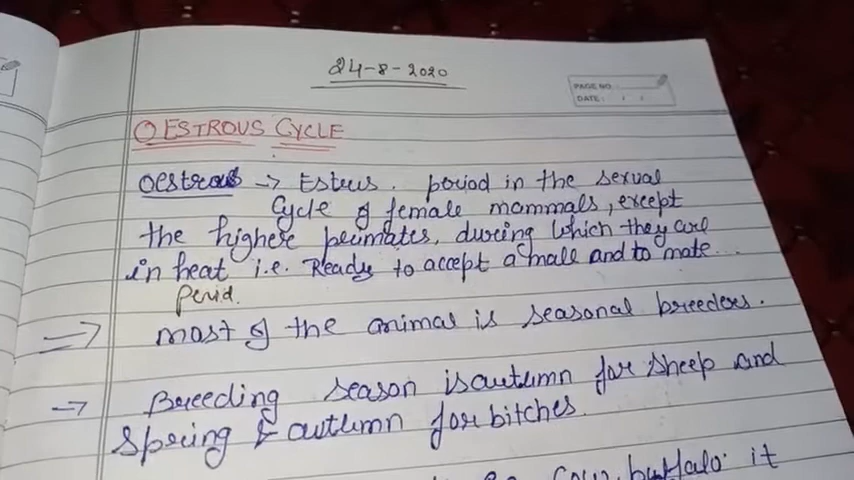 24-8-2020
PAGE NO.:
DATE: / /
OESTROUS CYCLE
oestrous → Estrus. period in the sexual
Cycle of female mammals, except
the highere primates, during which they are
in heat i.e. Ready to accept a male and to mate...
Perid.
⇒ most of the animal is seasonal breeders.
→ Breeding season is autumn for sheep and
spring & autumn for bitches.
cow, buffalo it